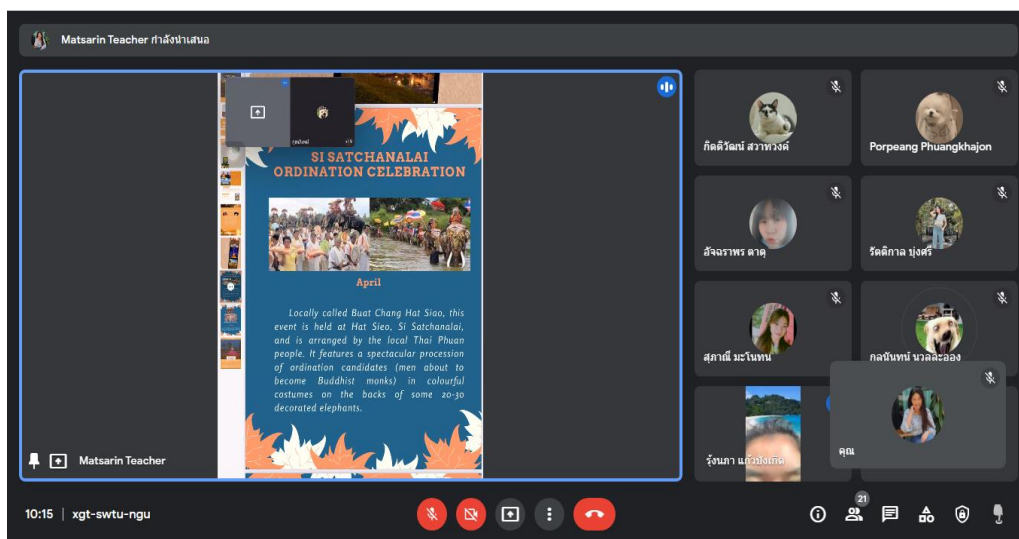 Matsarin Teacher กำลังนำเสนอ
SI SATCHANALAI
ORDINATION CELEBRATION
April
Locally called Buat Chang Hat Siao, this
event is held at Hat Sieo, Si Satchanalai,
and is arranged by the local Thai Phuan
people. It features a spectacular procession
of ordination candidates (men about to
become Buddhist monks) in colourful
costumes on the backs of some 20-30
decorated elephants.
Matsarin Teacher
กิตติวัฒน์ สวาทวงค์
Porpeang Phuangkhajon
อัจฉราพร ดาตุ
รัตติกาล บุ่งศรี
สุภาณี มะโนทน
กลนันทน์ นวลละออง
รุ้งนภา แก้วบังเกิด
คุณ
10:15 | xgt-swtu-ngu
21